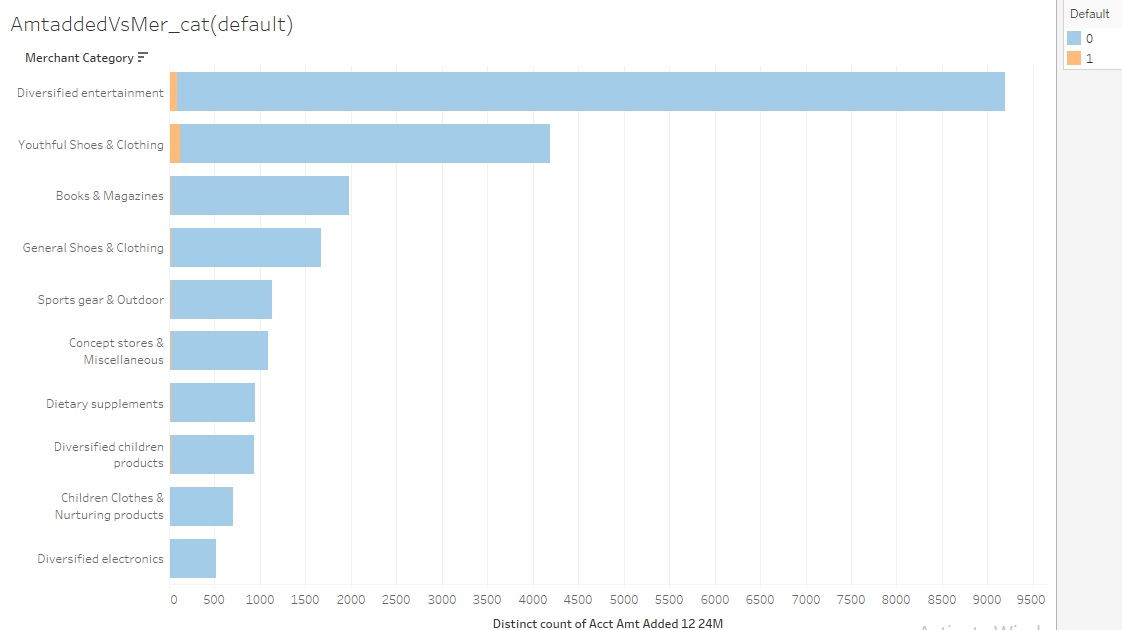 AmtaddedVsMer_cat(default)
Merchant Category
Diversified entertainment
Youthful Shoes & Clothing
Books & Magazines
General Shoes & Clothing
Sports gear & Outdoor
Concept stores &
Miscellaneous
Dietary supplements
Diversified children
products
Children Clothes &
Nurturing products
Diversified electronics
0 500 1000 1500 2000 2500 3000 3500 4000 4500 5000 5500 6000 6500 7000 7500 8000 8500 9000 9500
Distinct count of Acct Amt Added 12 24M
Default
0
1